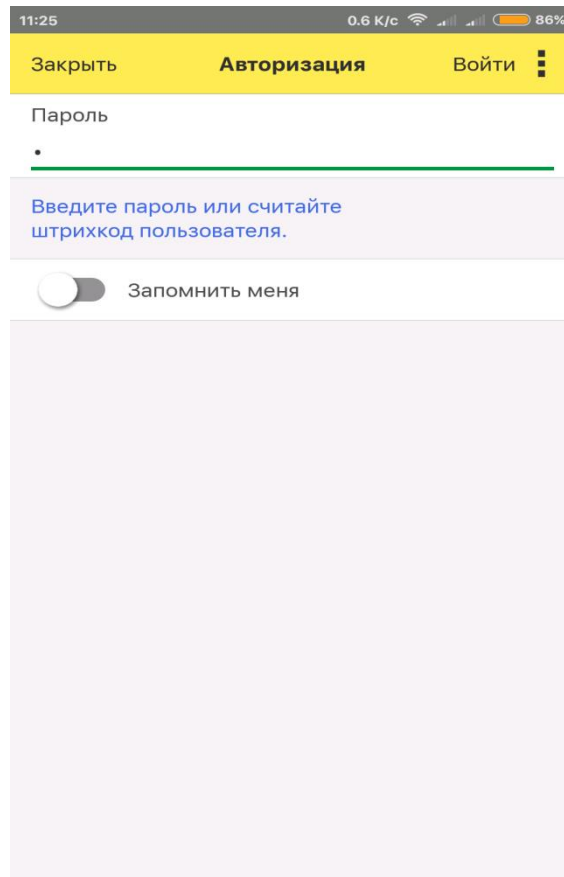 11:25 0.6 K/c 86%
Закрыть Авторизация Войти
Пароль
•
Введите пароль или считайте
штрихкод пользователя.
Запомнить меня